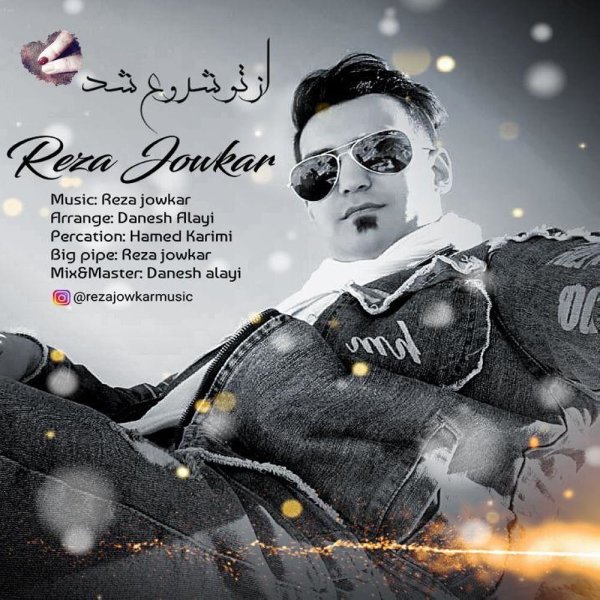 از تو شروع شد
Reza Jowkar
Music: Reza jowkar
Arrange: Danesh Alayi
Percation: Hamed Karimi
Big pipe: Reza jowkar
Mix&Master: Danesh alayi
@rezajowkarmusic
hm